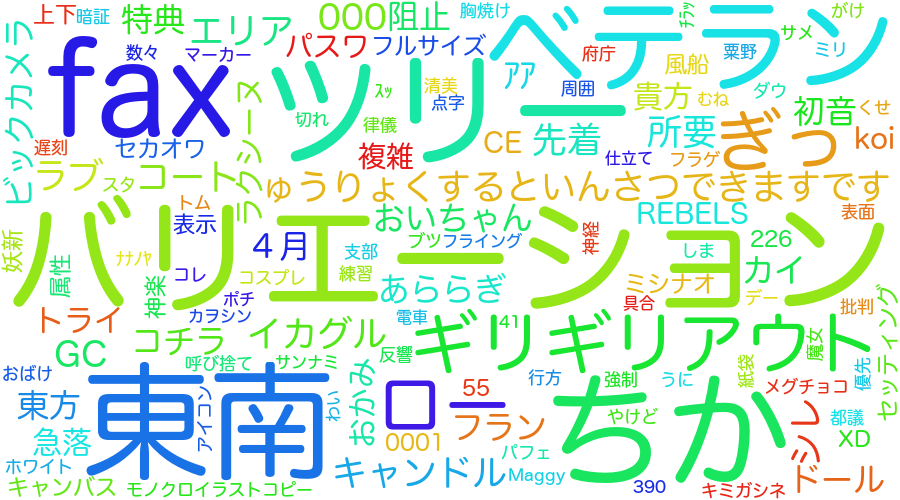 上下
暗証
特典
エリア
000
阻止
胸焼け
ベテラン
がけ
fax
数々
マーカー
パスワ
フルサイズ
府庁
チラッ
粟野
サメ
ミリ
ビックカメラ
ツリー
アア
風船
周囲
ダウ
清美
点字
スッ
貴方
むね
初音
くせ
切れ
律儀
先着
所要
ぎっ
koi
遅刻
セカオワ
ラクシーヌ
複雑
CE
仕立て
フラゲ
ラブ
スタ
コート
ゅうりょくするといんさつできますです
トム
表示
おいちゃん
REBELS
表面
妖新
バリエーション
4月
支部
ブツ
フライング
神経
しま
226
ナナノヤ
コレ
コスプレ
練習
属性
神楽
ポチ
カヲシン
あららぎ
ミシナオ
カイ
デー
具合
批判
トライ
コチラ
イカグル
電車
41
ギリギリアウト
魔女
セッティング
GC
呼び捨て
サンナミ
反響
紙袋
優先
おばけ
東南
ロー
55
行方
強制
うに
メグチョコ
東方
アイコン
わい
おかみ
フラン
ちか
やけど
シレ
都議
急落
0001
XD
ホワイト
キャンドル
パフェ
Maggy
ドール
キャンバス
モノクロイラストコピー
390
キミガシネ